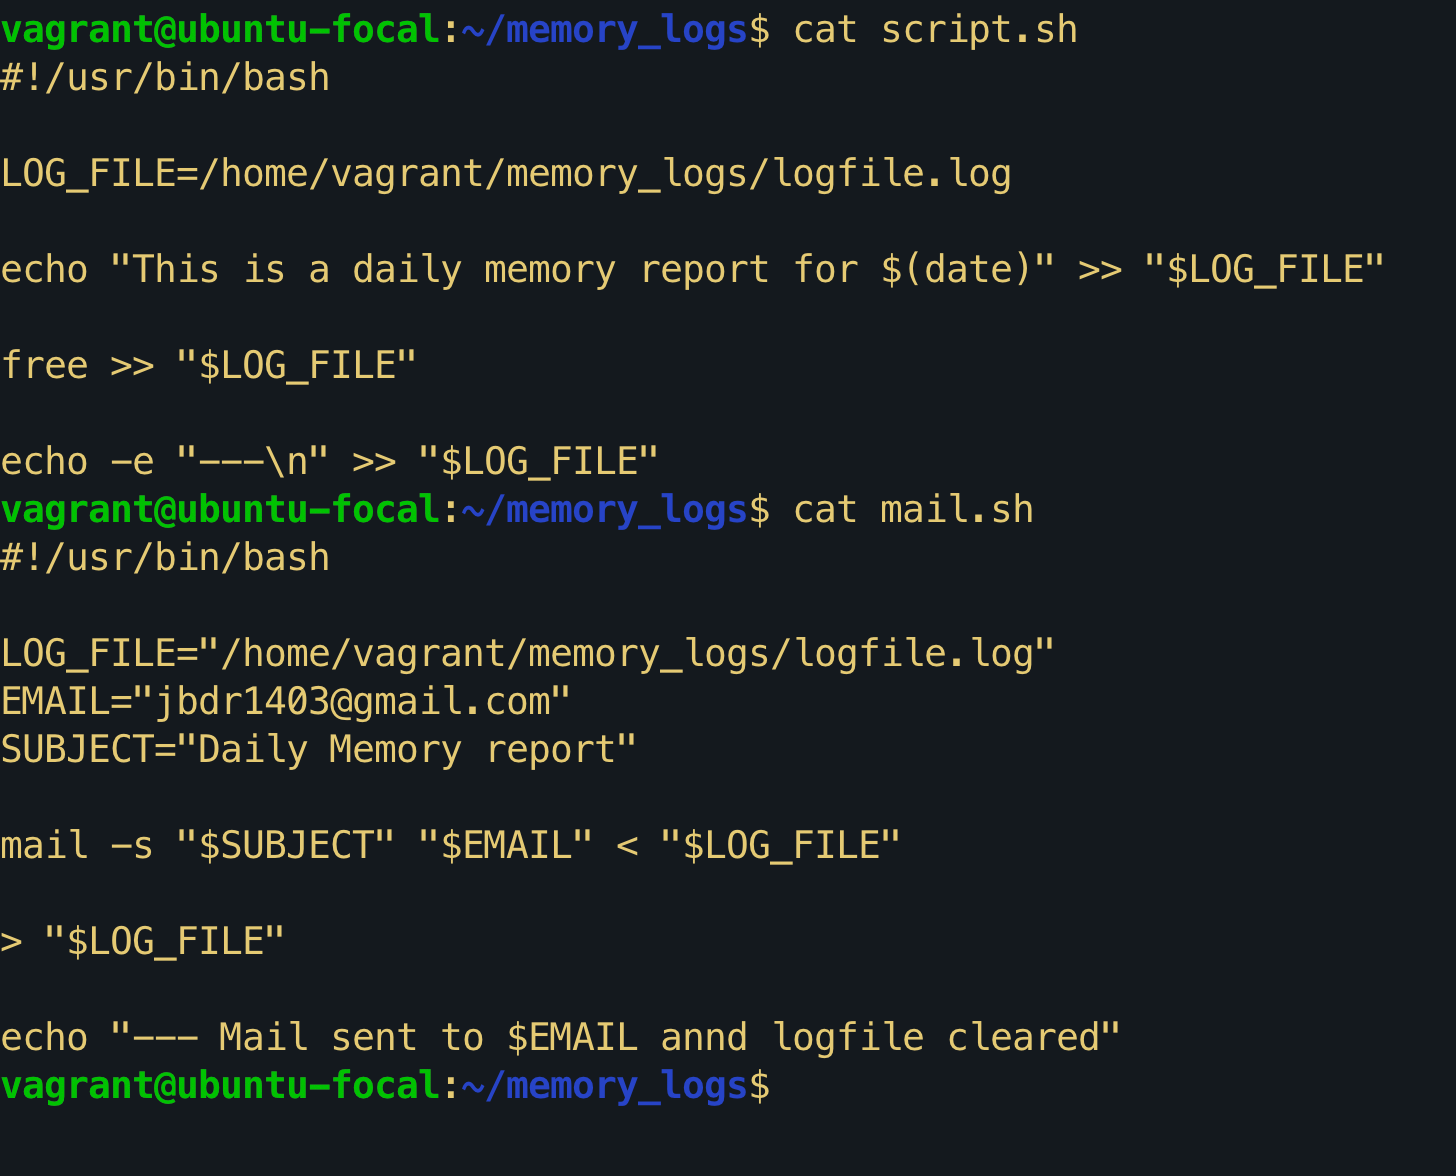 vagrant@ubuntu-focal:~/memory_logs$ cat script.sh
#!/usr/bin/bash
LOG_FILE=/home/vagrant/memory_logs/logfile.log
echo "This is a daily memory report for $(date)" >> "$LOG_FILE"
free >> "$LOG_FILE"
echo -e "---\n" >> "$LOG_FILE"
vagrant@ubuntu-focal:~/memory_logs$ cat mail.sh
#!/usr/bin/bash
LOG_FILE="/home/vagrant/memory_logs/logfile.log"
EMAIL="jbdr1403@gmail.com"
SUBJECT="Daily Memory report"
mail -s "$SUBJECT" "$EMAIL" < "$LOG_FILE"
> "$LOG_FILE"
echo "--- Mail sent to $EMAIL annd logfile cleared"
vagrant@ubuntu-focal:~/memory_logs$